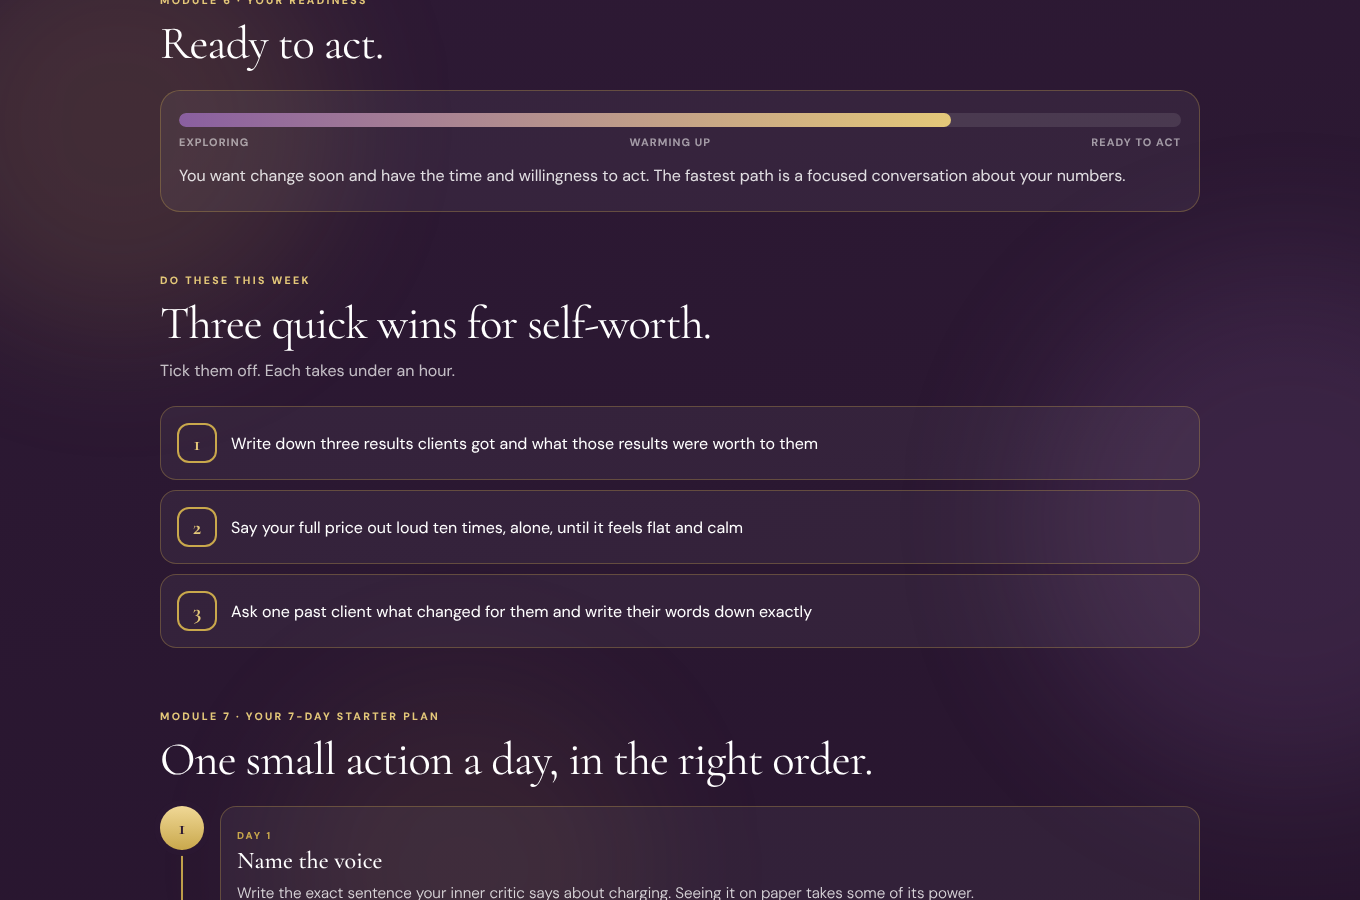 MODULE 6 · YOUR READINESS
Ready to act.
EXPLORING
WARMING UP
READY TO ACT
You want change soon and have the time and willingness to act. The fastest path is a focused conversation about your numbers.
DO THESE THIS WEEK
Three quick wins for self-worth.
Tick them off. Each takes under an hour.
1
Write down three results clients got and what those results were worth to them
2
Say your full price out loud ten times, alone, until it feels flat and calm
3
Ask one past client what changed for them and write their words down exactly
MODULE 7 · YOUR 7-DAY STARTER PLAN
One small action a day, in the right order.
1
DAY 1
Name the voice
Write the exact sentence your inner critic says about charging. Seeing it on paper takes some of its power.